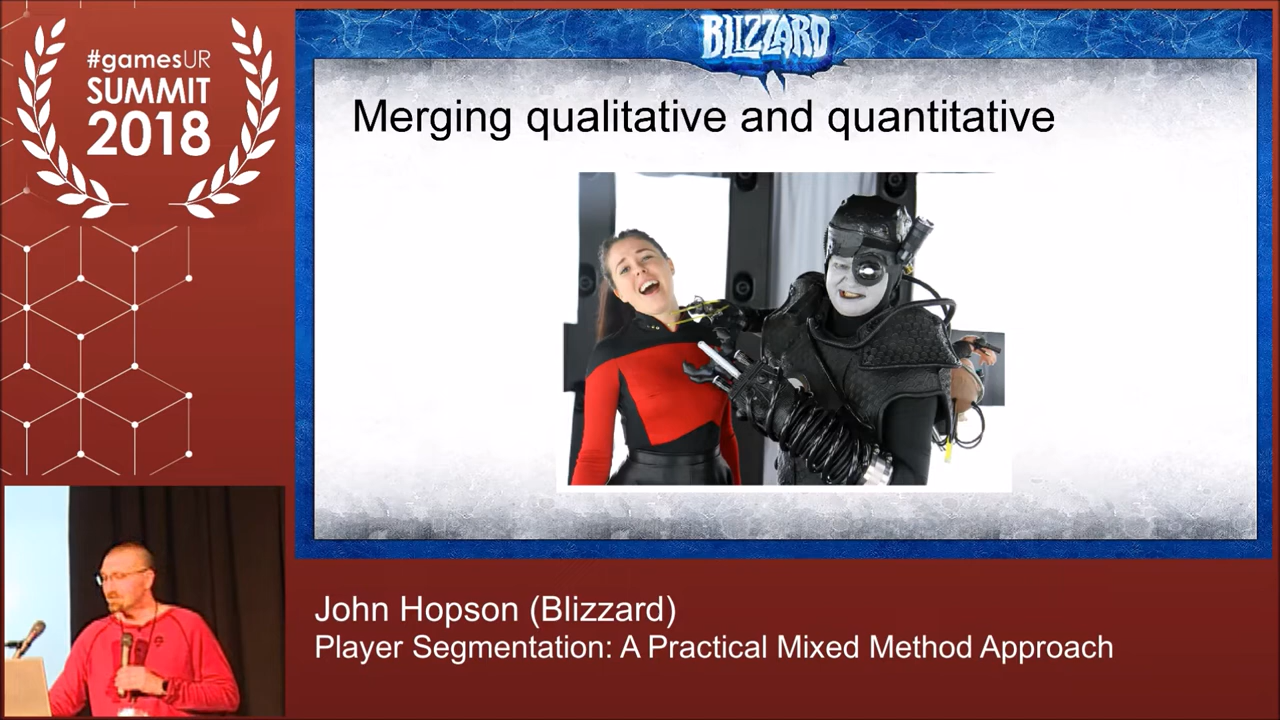 #gamesUR
SUMMIT
2018
BLIZZARD
Merging qualitative and quantitative
John Hopson (Blizzard)
Player Segmentation: A Practical Mixed Method Approach